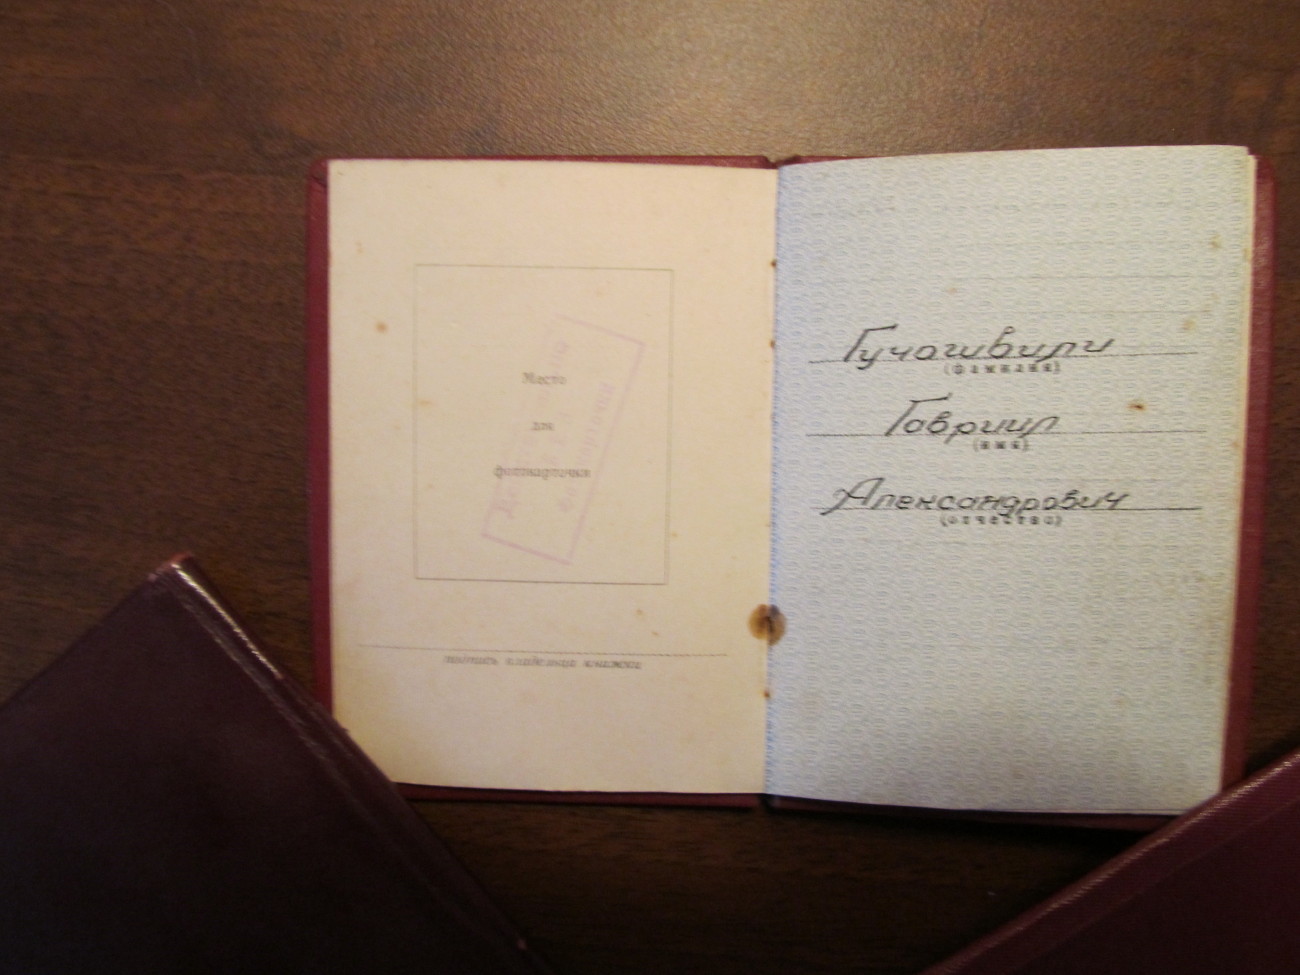 Место
для
фотокарточки
подпись владельца книжки
Гучашвили
(фамилия)
Гавриил
(имя)
Александрович
(отчество)